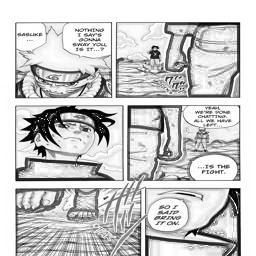 SASUKE...
NOTHING
I SAY'S
GONNA
SWAY YOU,
IS IT...?
YEAH,
WE'RE DONE
CHATTING.
ALL WE HAVE
LEFT...
...IS THE
FIGHT.
SO I
SAID
BRING IT
ON.